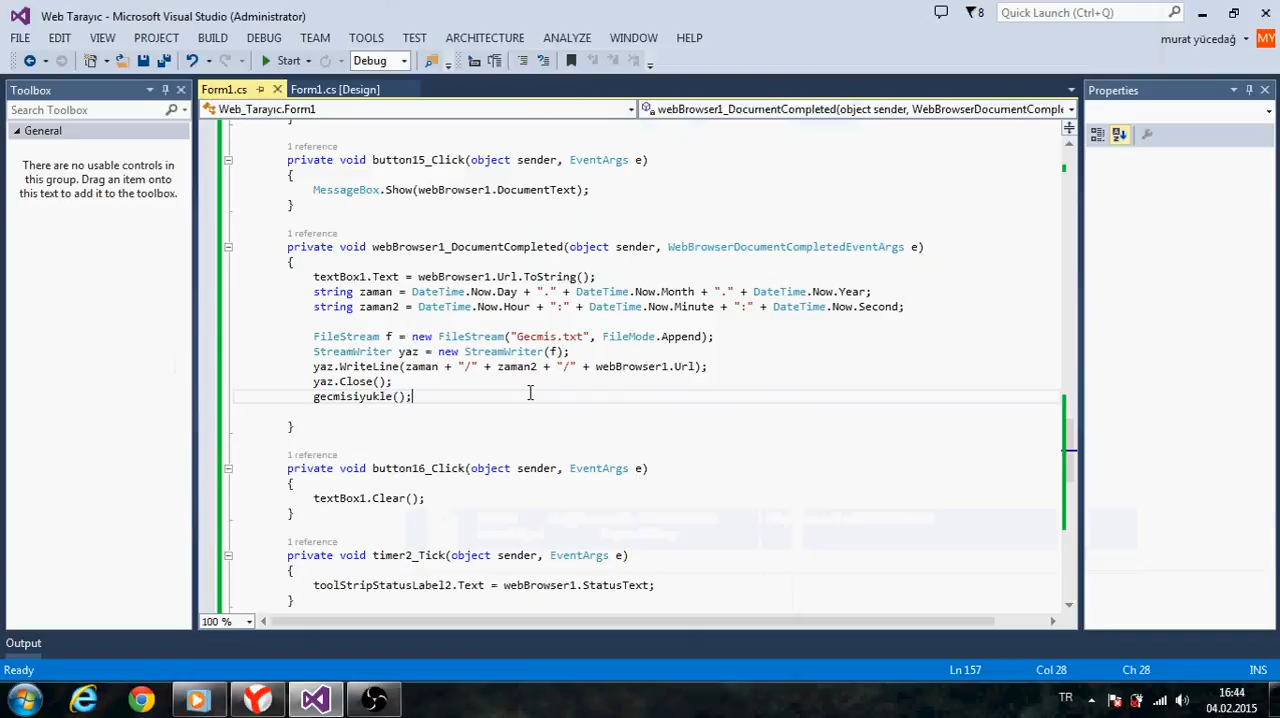 Web Tarayıc - Microsoft Visual Studio (Administrator)
8
Quick Launch (Ctrl+Q)
FILE EDIT VIEW PROJECT BUILD DEBUG TEAM TOOLS TEST ARCHITECTURE ANALYZE WINDOW HELP
murat yücedağ
MY
Start
Debug
Toolbox
Form1.cs
Form1.cs [Design]
Properties
Search Toolbox
Web_Tarayıc.Form1
webBrowser1_DocumentCompleted(object sender, WebBrowserDocumentComple
General
There are no usable controls in
this group. Drag an item onto
this text to add it to the toolbox.
}
1 reference
private void button15_Click(object sender, EventArgs e)
{
MessageBox.Show(webBrowser1.DocumentText);
}
1 reference
private void webBrowser1_DocumentCompleted(object sender, WebBrowserDocumentCompletedEventArgs e)
{
textBox1.Text = webBrowser1.Url.ToString();
string zaman = DateTime.Now.Day + "." + DateTime.Now.Month + "." + DateTime.Now.Year;
string zaman2 = DateTime.Now.Hour + ":" + DateTime.Now.Minute + ":" + DateTime.Now.Second;
FileStream f = new FileStream("Gecmis.txt", FileMode.Append);
StreamWriter yaz = new StreamWriter(f);
yaz.WriteLine(zaman + "/" + zaman2 + "/" + webBrowser1.Url);
yaz.Close();
gecmisiyukle();
}
1 reference
private void button16_Click(object sender, EventArgs e)
{
textBox1.Clear();
}
1 reference
private void timer2_Tick(object sender, EventArgs e)
{
toolStripStatusLabel2.Text = webBrowser1.StatusText;
}
100 %
Output
Ready
Ln 157
Col 28
Ch 28
INS
TR
16:44
04.02.2015